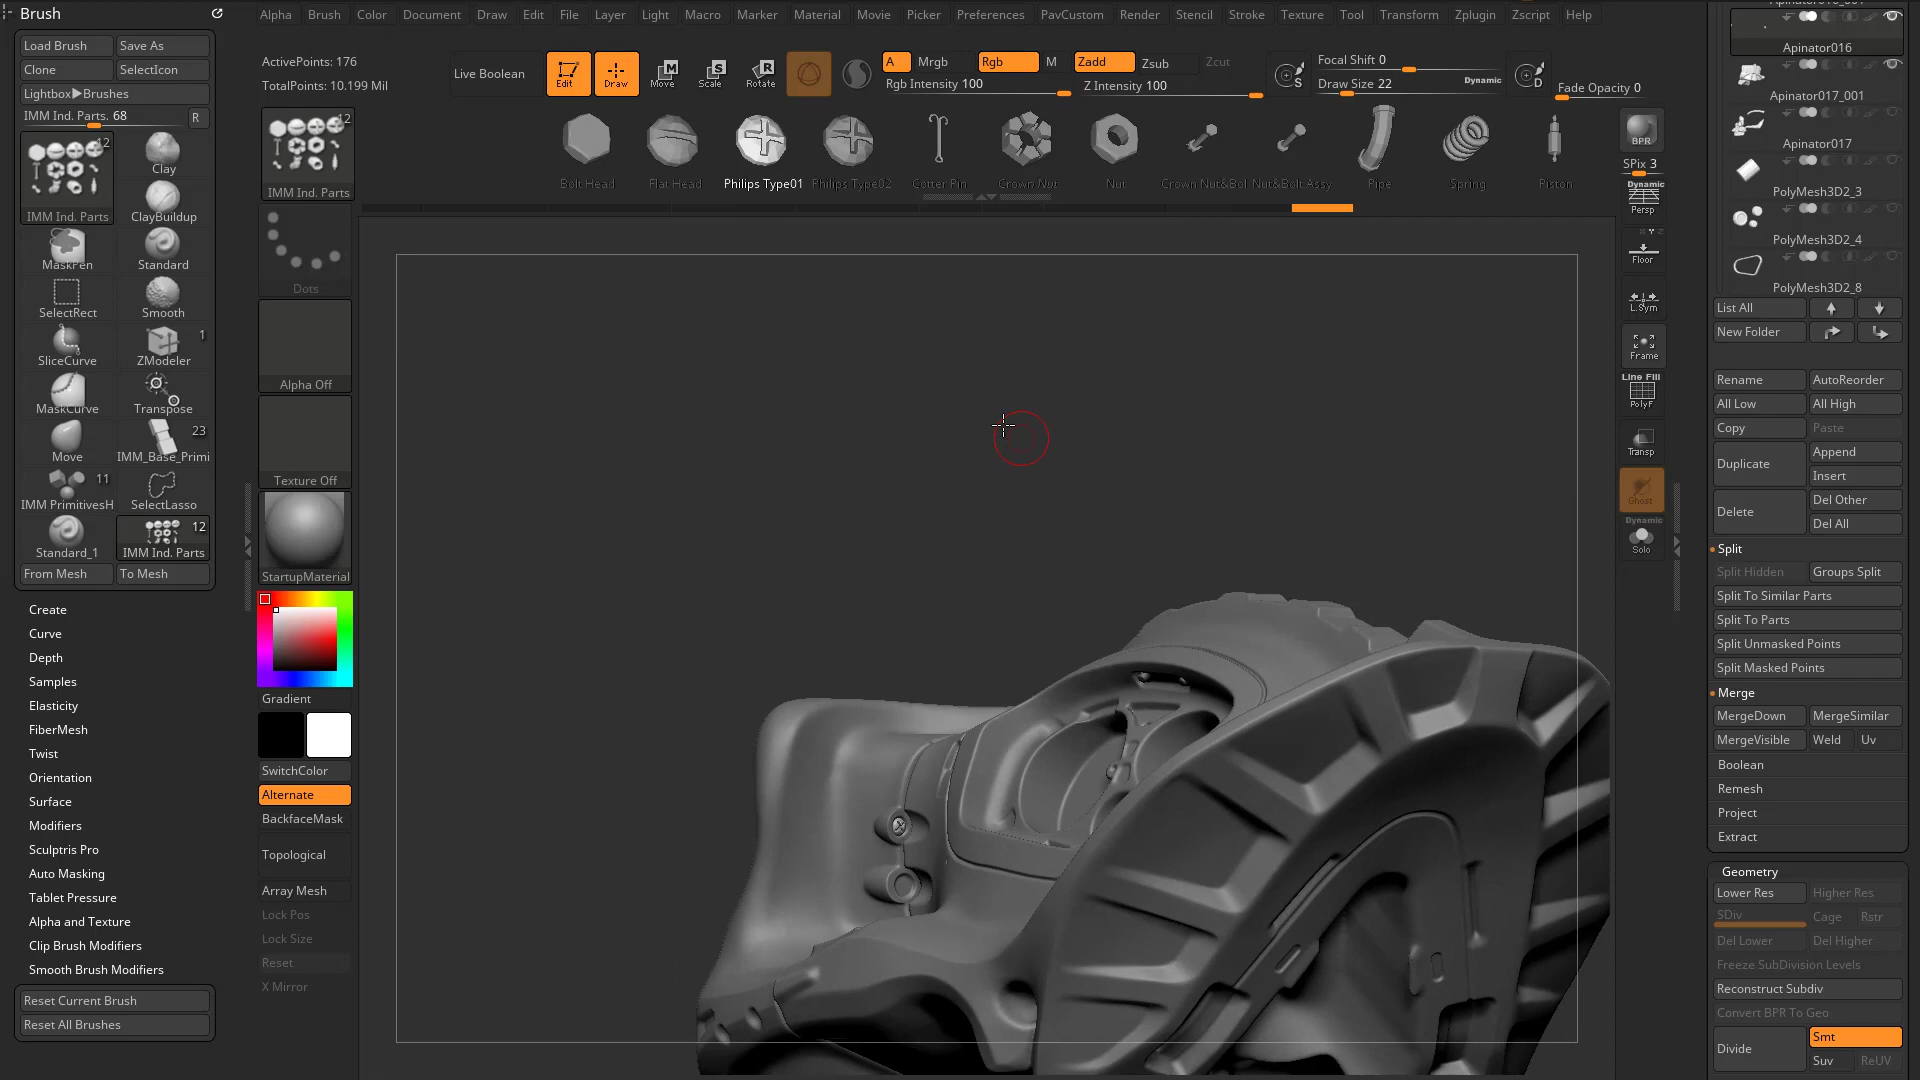 Brush
Alpha Brush Color Document Draw Edit File Layer Light Macro Marker Material Movie Picker Preferences PavCustom Render Stencil Stroke Texture Tool Transform Zplugin Zscript Help
Load Brush Save As
Clone SelectIcon
Lightbox▶Brushes
IMM Ind. Parts. 68 R
12
IMM Ind. Parts
Clay
ClayBuildup
MaskPen Standard
SelectRect Smooth
SliceCurve ZModeler 1
MaskCurve Transpose
Move IMM_Base_Primi 23
IMM PrimitivesH 11 SelectLasso
Standard_1 IMM Ind. Parts 12
From Mesh To Mesh
Create
Curve
Depth
Samples
Elasticity
FiberMesh
Twist
Orientation
Surface
Modifiers
Sculptris Pro
Auto Masking
Tablet Pressure
Alpha and Texture
Clip Brush Modifiers
Smooth Brush Modifiers
Reset Current Brush
Reset All Brushes
ActivePoints: 176
TotalPoints: 10.199 Mil
Live Boolean
Edit Draw Move Scale Rotate
A Mrgb Rgb M Zadd Zsub Zcut
Rgb Intensity 100 Z Intensity 100
Focal Shift 0
Draw Size 22 Dynamic
S D
Fade Opacity 0
12
IMM Ind. Parts
Bolt Head Flat Head Philips Type01 Philips Type02 Cotter Pin Crown Nut Nut Crown Nut&Bol Nut&Bolt Assy Pipe Spring Piston
Dots
Alpha Off
Texture Off
StartupMaterial
Gradient
SwitchColor
Alternate
BackfaceMask
Topological
Array Mesh
Lock Pos
Lock Size
Reset
X Mirror
BPR
SPix 3
Dynamic
Persp
Floor
L.Sym
Frame
Line Fill
PolyF
Transp
Ghost
Dynamic
Solo
Apinator016
Apinator017_001
Apinator017
PolyMesh3D2_3
PolyMesh3D2_4
PolyMesh3D2_8
List All
New Folder
Rename AutoReorder
All Low All High
Copy Paste
Duplicate Append
Insert
Delete Del Other
Del All
Split
Split Hidden Groups Split
Split To Similar Parts
Split To Parts
Split Unmasked Points
Split Masked Points
Merge
MergeDown MergeSimilar
MergeVisible Weld Uv
Boolean
Remesh
Project
Extract
Geometry
Lower Res Higher Res
SDiv Cage Rstr
Del Lower Del Higher
Freeze SubDivision Levels
Reconstruct Subdiv
Convert BPR To Geo
Divide Smt
Suv ReUV